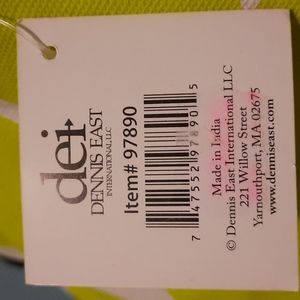 dei
DENNIS EAST
INTERNATIONAL LLC
Item# 97890
7 47552 97890 5
Made in India
© Dennis East International LLC
221 Willow Street
Yarmouthport, MA 02675
www.denniseast.com